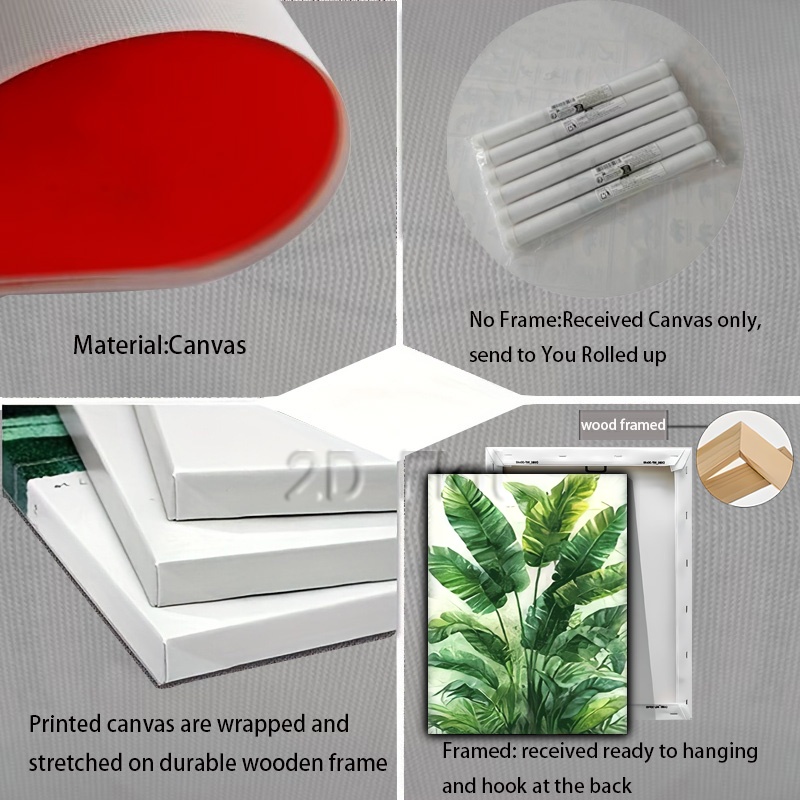 Material:Canvas
No Frame:Received Canvas only,
send to You Rolled up
2D
wood framed
Printed canvas are wrapped and
stretched on durable wooden frame
Framed: received ready to hanging
and hook at the back